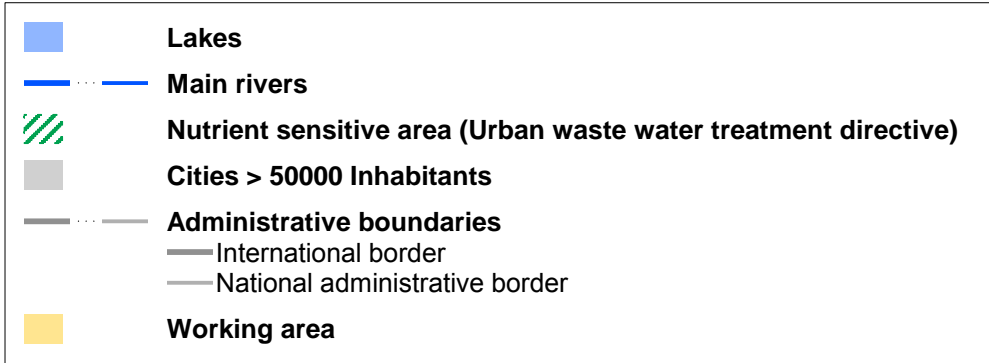 Lakes
Main rivers
Nutrient sensitive area (Urban waste water treatment directive)
Cities > 50000 Inhabitants
Administrative boundaries
International border
National administrative border
Working area